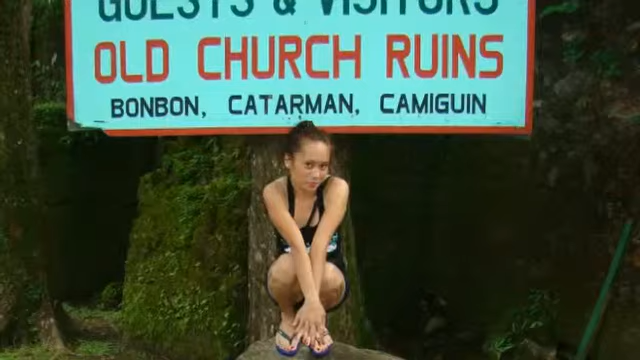 GUESTS & VISITORS
OLD CHURCH RUINS
BONBON, CATARMAN, CAMIGUIN